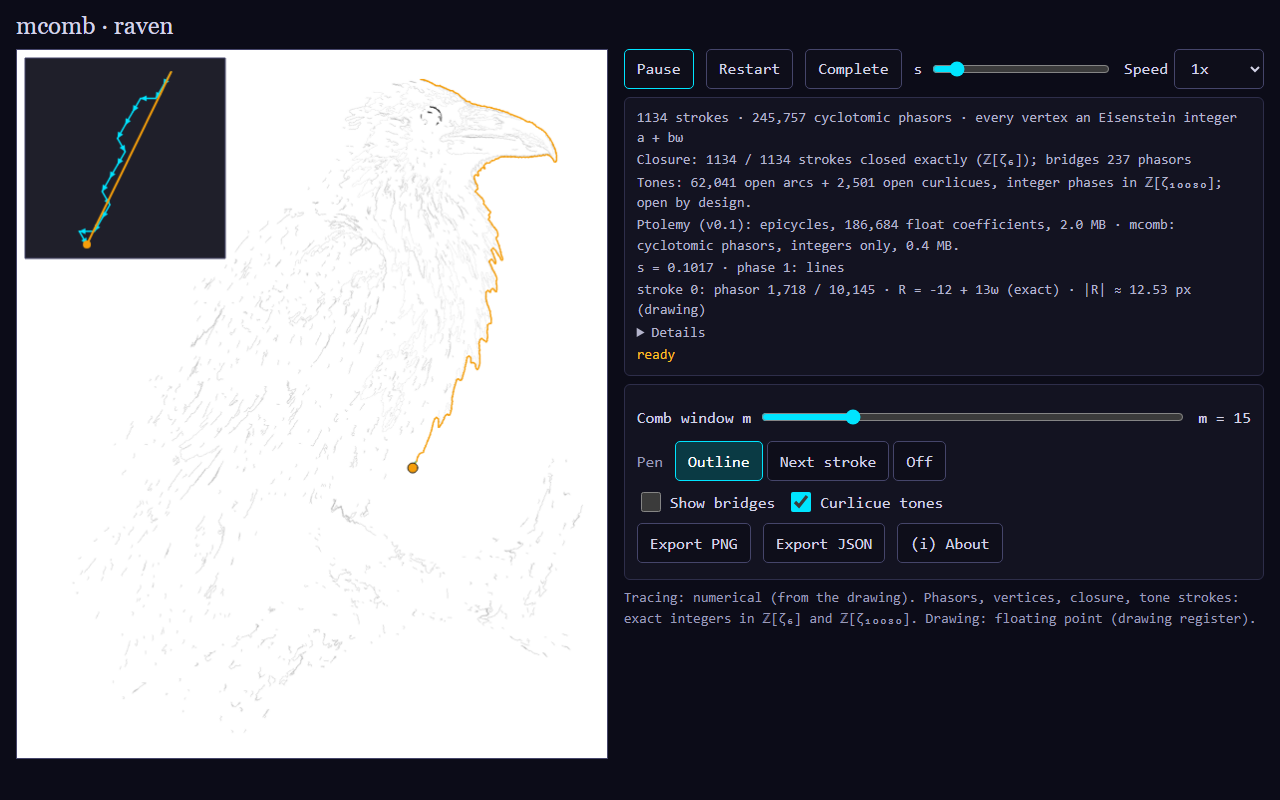 mcomb · raven
Pause Restart Complete s Speed 1x
1134 strokes · 245,757 cyclotomic phasors · every vertex an Eisenstein integer
a + bω
Closure: 1134 / 1134 strokes closed exactly (ℤ[ζ₆]); bridges 237 phasors
Tones: 62,041 open arcs + 2,501 open curlicues, integer phases in ℤ[ζ₁₀₀₈₀];
open by design.
Ptolemy (v0.1): epicycles, 186,684 float coefficients, 2.0 MB · mcomb:
cyclotomic phasors, integers only, 0.4 MB.
s = 0.1017 · phase 1: lines
stroke 0: phasor 1,718 / 10,145 · R = -12 + 13ω (exact) · |R| ≈ 12.53 px
(drawing)
▶ Details
ready
Comb window m m = 15
Pen Outline Next stroke Off
Show bridges Curlicue tones
Export PNG Export JSON (i) About
Tracing: numerical (from the drawing). Phasors, vertices, closure, tone strokes:
exact integers in ℤ[ζ₆] and ℤ[ζ₁₀₀₈₀]. Drawing: floating point (drawing register).